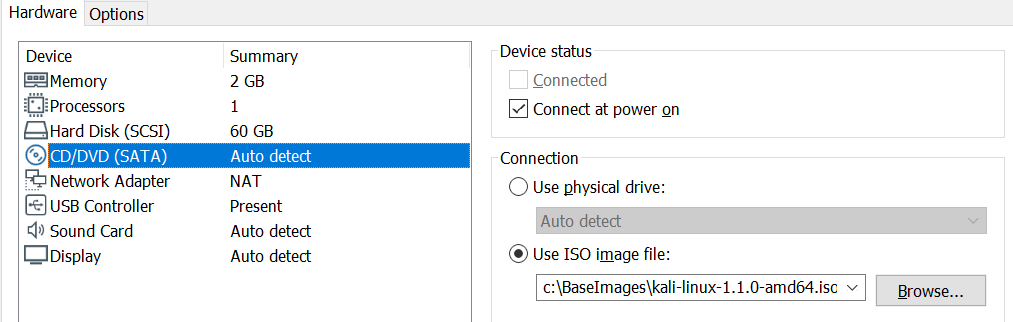 Hardware Options
Device Summary
Memory 2 GB
Processors 1
Hard Disk (SCSI) 60 GB
CD/DVD (SATA) Auto detect
Network Adapter NAT
USB Controller Present
Sound Card Auto detect
Display Auto detect
Device status
Connected
Connect at power on
Connection
Use physical drive:
Auto detect
Use ISO image file:
c:\BaseImages\kali-linux-1.1.0-amd64.iso
Browse...